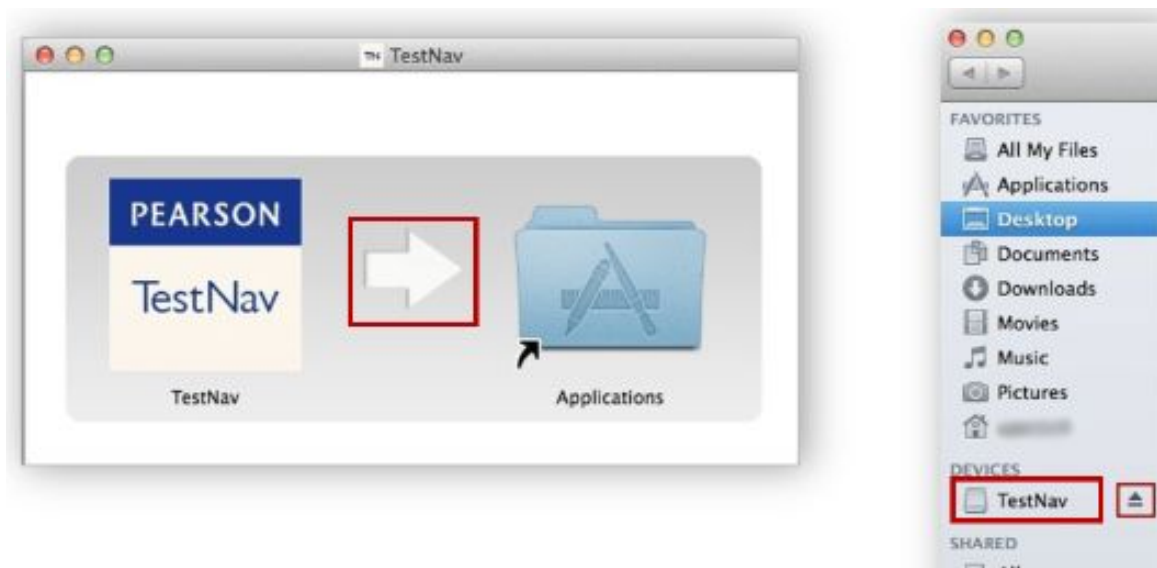 TestNav
PEARSON
TestNav
TestNav
Applications
FAVORITES
All My Files
Applications
Desktop
Documents
Downloads
Movies
Music
Pictures
DEVICES
TestNav
SHARED